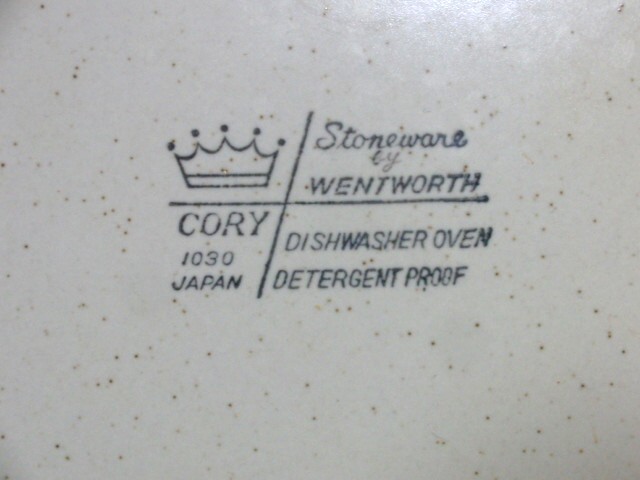 Stoneware
by
WENTWORTH
CORY
1030
JAPAN
DISHWASHER OVEN
DETERGENT PROOF